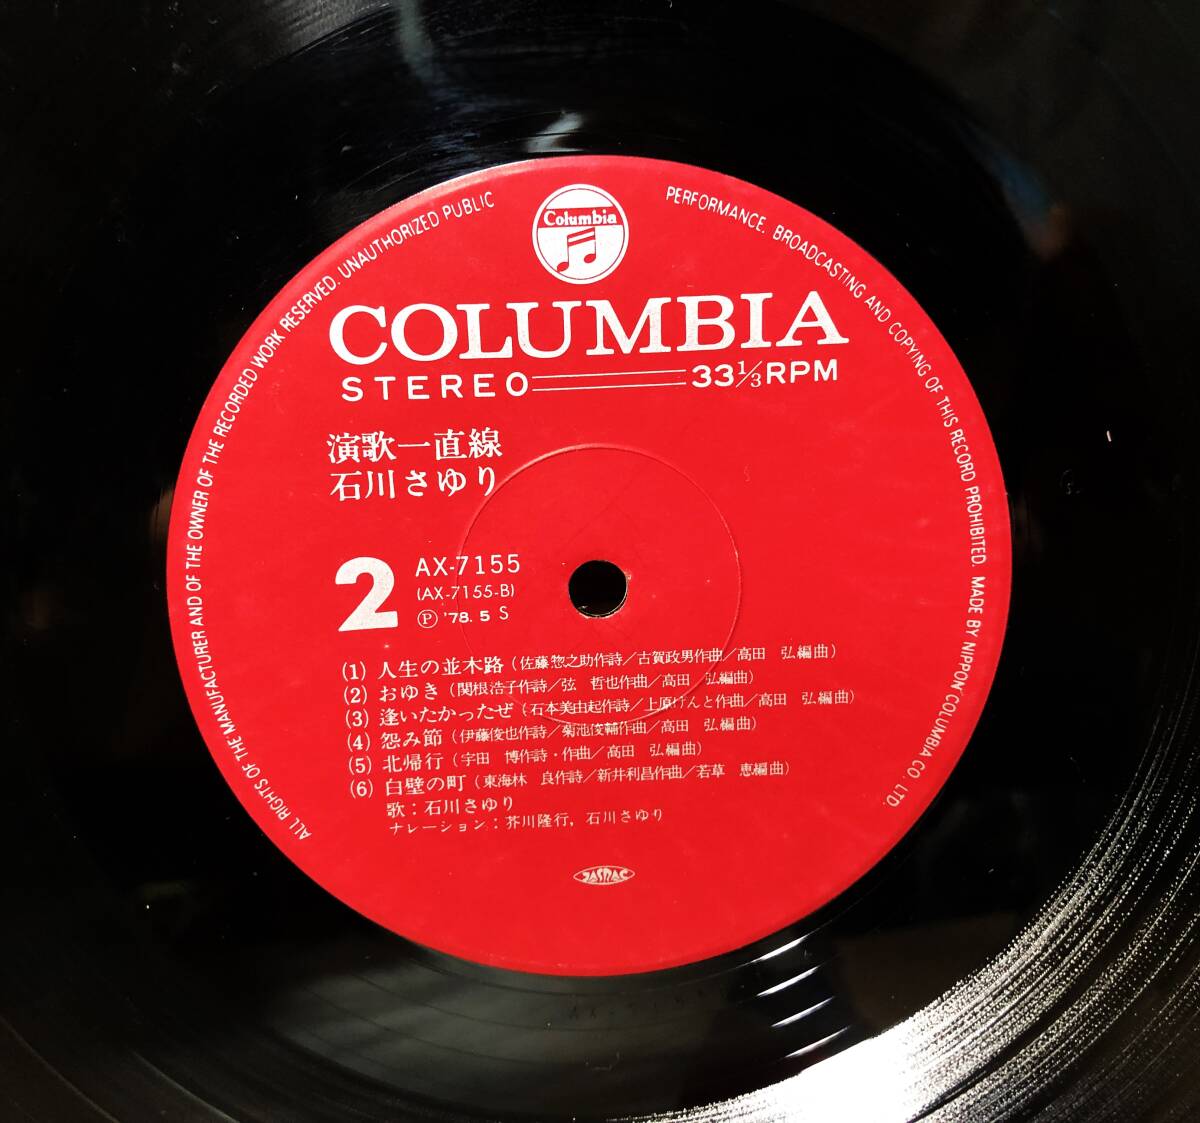 Columbia
COLUMBIA
STEREO 33⅓RPM
演歌一直線
石川さゆり
2 AX-7155
(AX-7155-B)
Ⓟ '78. 5 S
(1) 人生の並木路 (佐藤惣之助作詩/古賀政男作曲/高田 弘編曲)
(2) おゆき (関根浩子作詩/弦 哲也作曲/高田 弘編曲)
(3) 逢いたかったぜ (石本美由起作詩/上原げんと作曲/高田 弘編曲)
(4) 怨み節 (伊藤俊也作詩/菊池俊輔作曲/高田 弘編曲)
(5) 北帰行 (宇田 博作詩・作曲/高田 弘編曲)
(6) 白壁の町 (東海林 良作詩/新井利昌作曲/若草 恵編曲)
歌：石川さゆり
ナレーション：芥川隆行，石川さゆり
JASRAC
ALL RIGHTS OF THE MANUFACTURER AND OF THE OWNER OF THE RECORDED WORK RESERVED. UNAUTHORIZED PUBLIC PERFORMANCE, BROADCASTING AND COPYING OF THIS RECORD PROHIBITED. MADE BY NIPPON COLUMBIA CO. LTD.